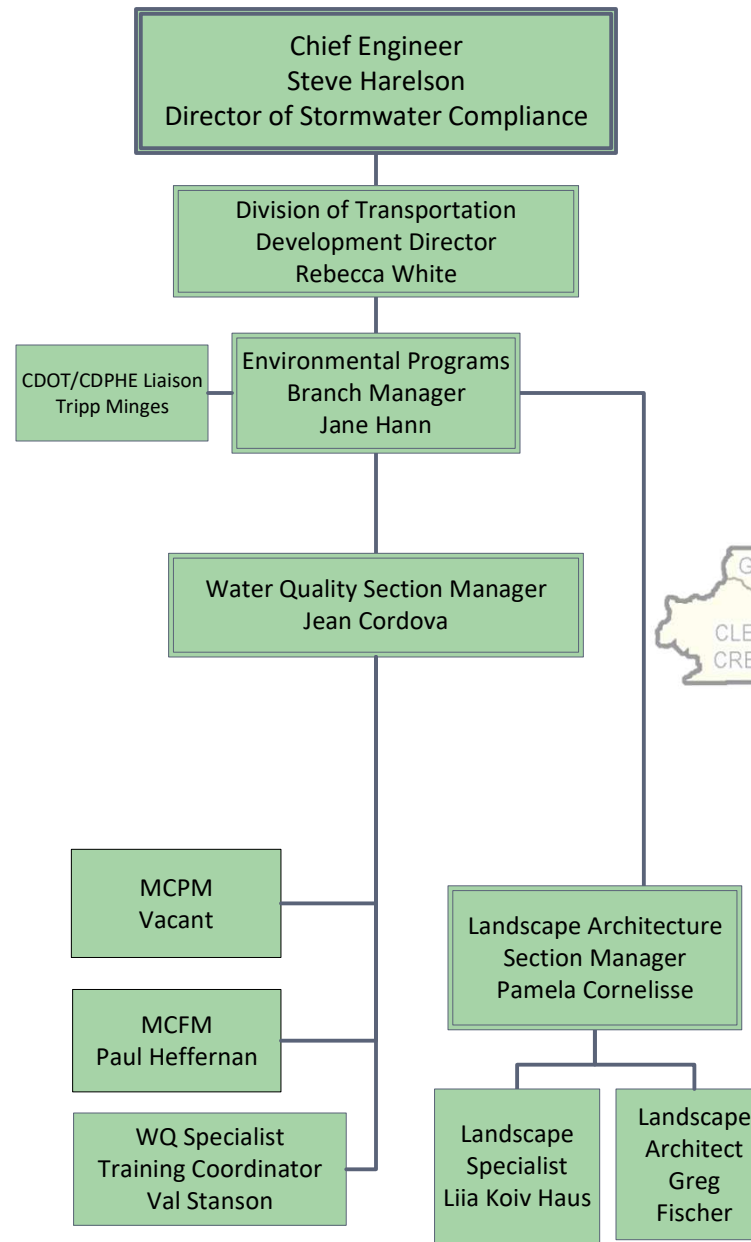 Chief Engineer
Steve Harelson
Director of Stormwater Compliance
Division of Transportation
Development Director
Rebecca White
CDOT/CDPHE Liaison
Tripp Minges
Environmental Programs
Branch Manager
Jane Hann
Water Quality Section Manager
Jean Cordova
MCPM
Vacant
MCFM
Paul Heffernan
WQ Specialist
Training Coordinator
Val Stanson
Landscape Architecture
Section Manager
Pamela Cornelisse
Landscape
Specialist
Liia Koiv Haus
Landscape
Architect
Greg
Fischer
G
CLE
CRE